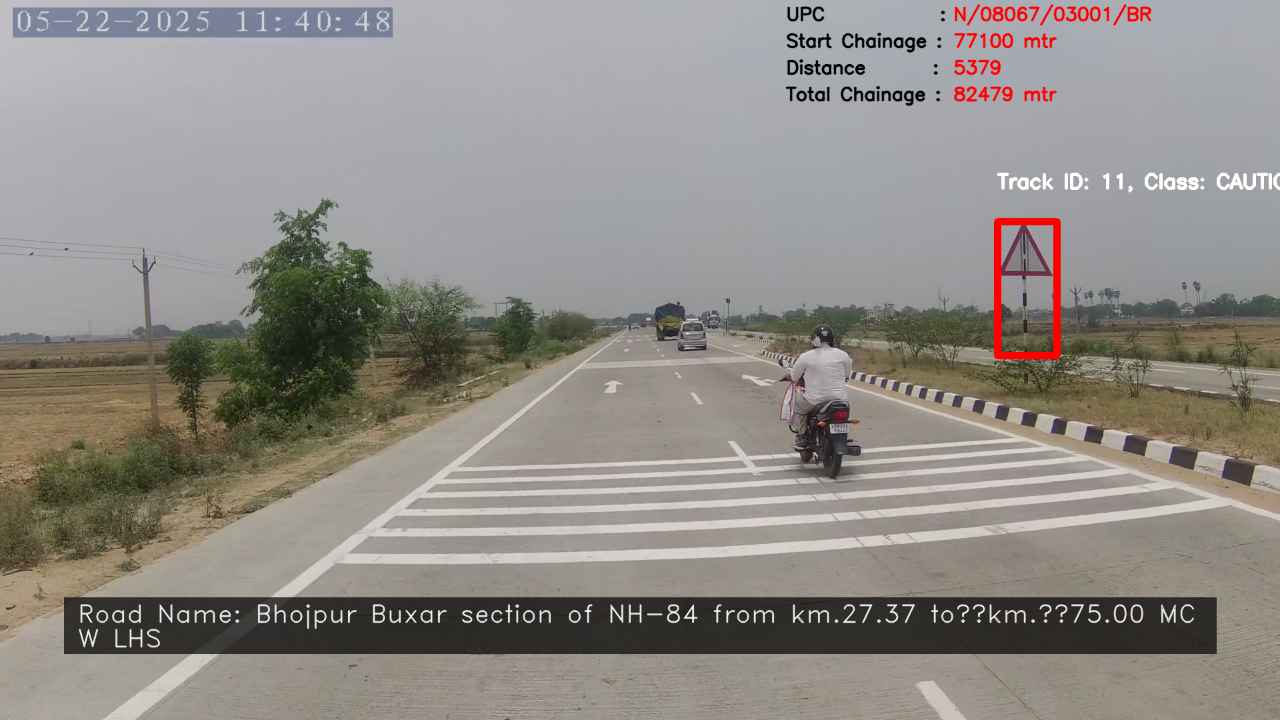 05-22-2025 11:40:48
UPC : N/08067/03001/BR
Start Chainage : 77100 mtr
Distance : 5379
Total Chainage : 82479 mtr
Track ID: 11, Class: CAUTIO
Road Name: Bhojpur Buxar section of NH-84 from km.27.37 to??km.??75.00 MC
W LHS